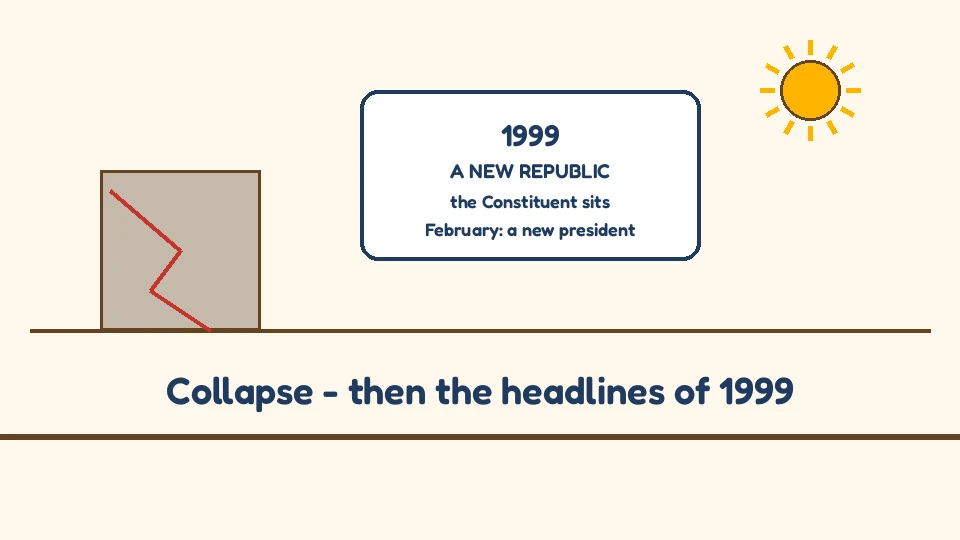 1999
A NEW REPUBLIC
the Constituent sits
February: a new president
Collapse - then the headlines of 1999